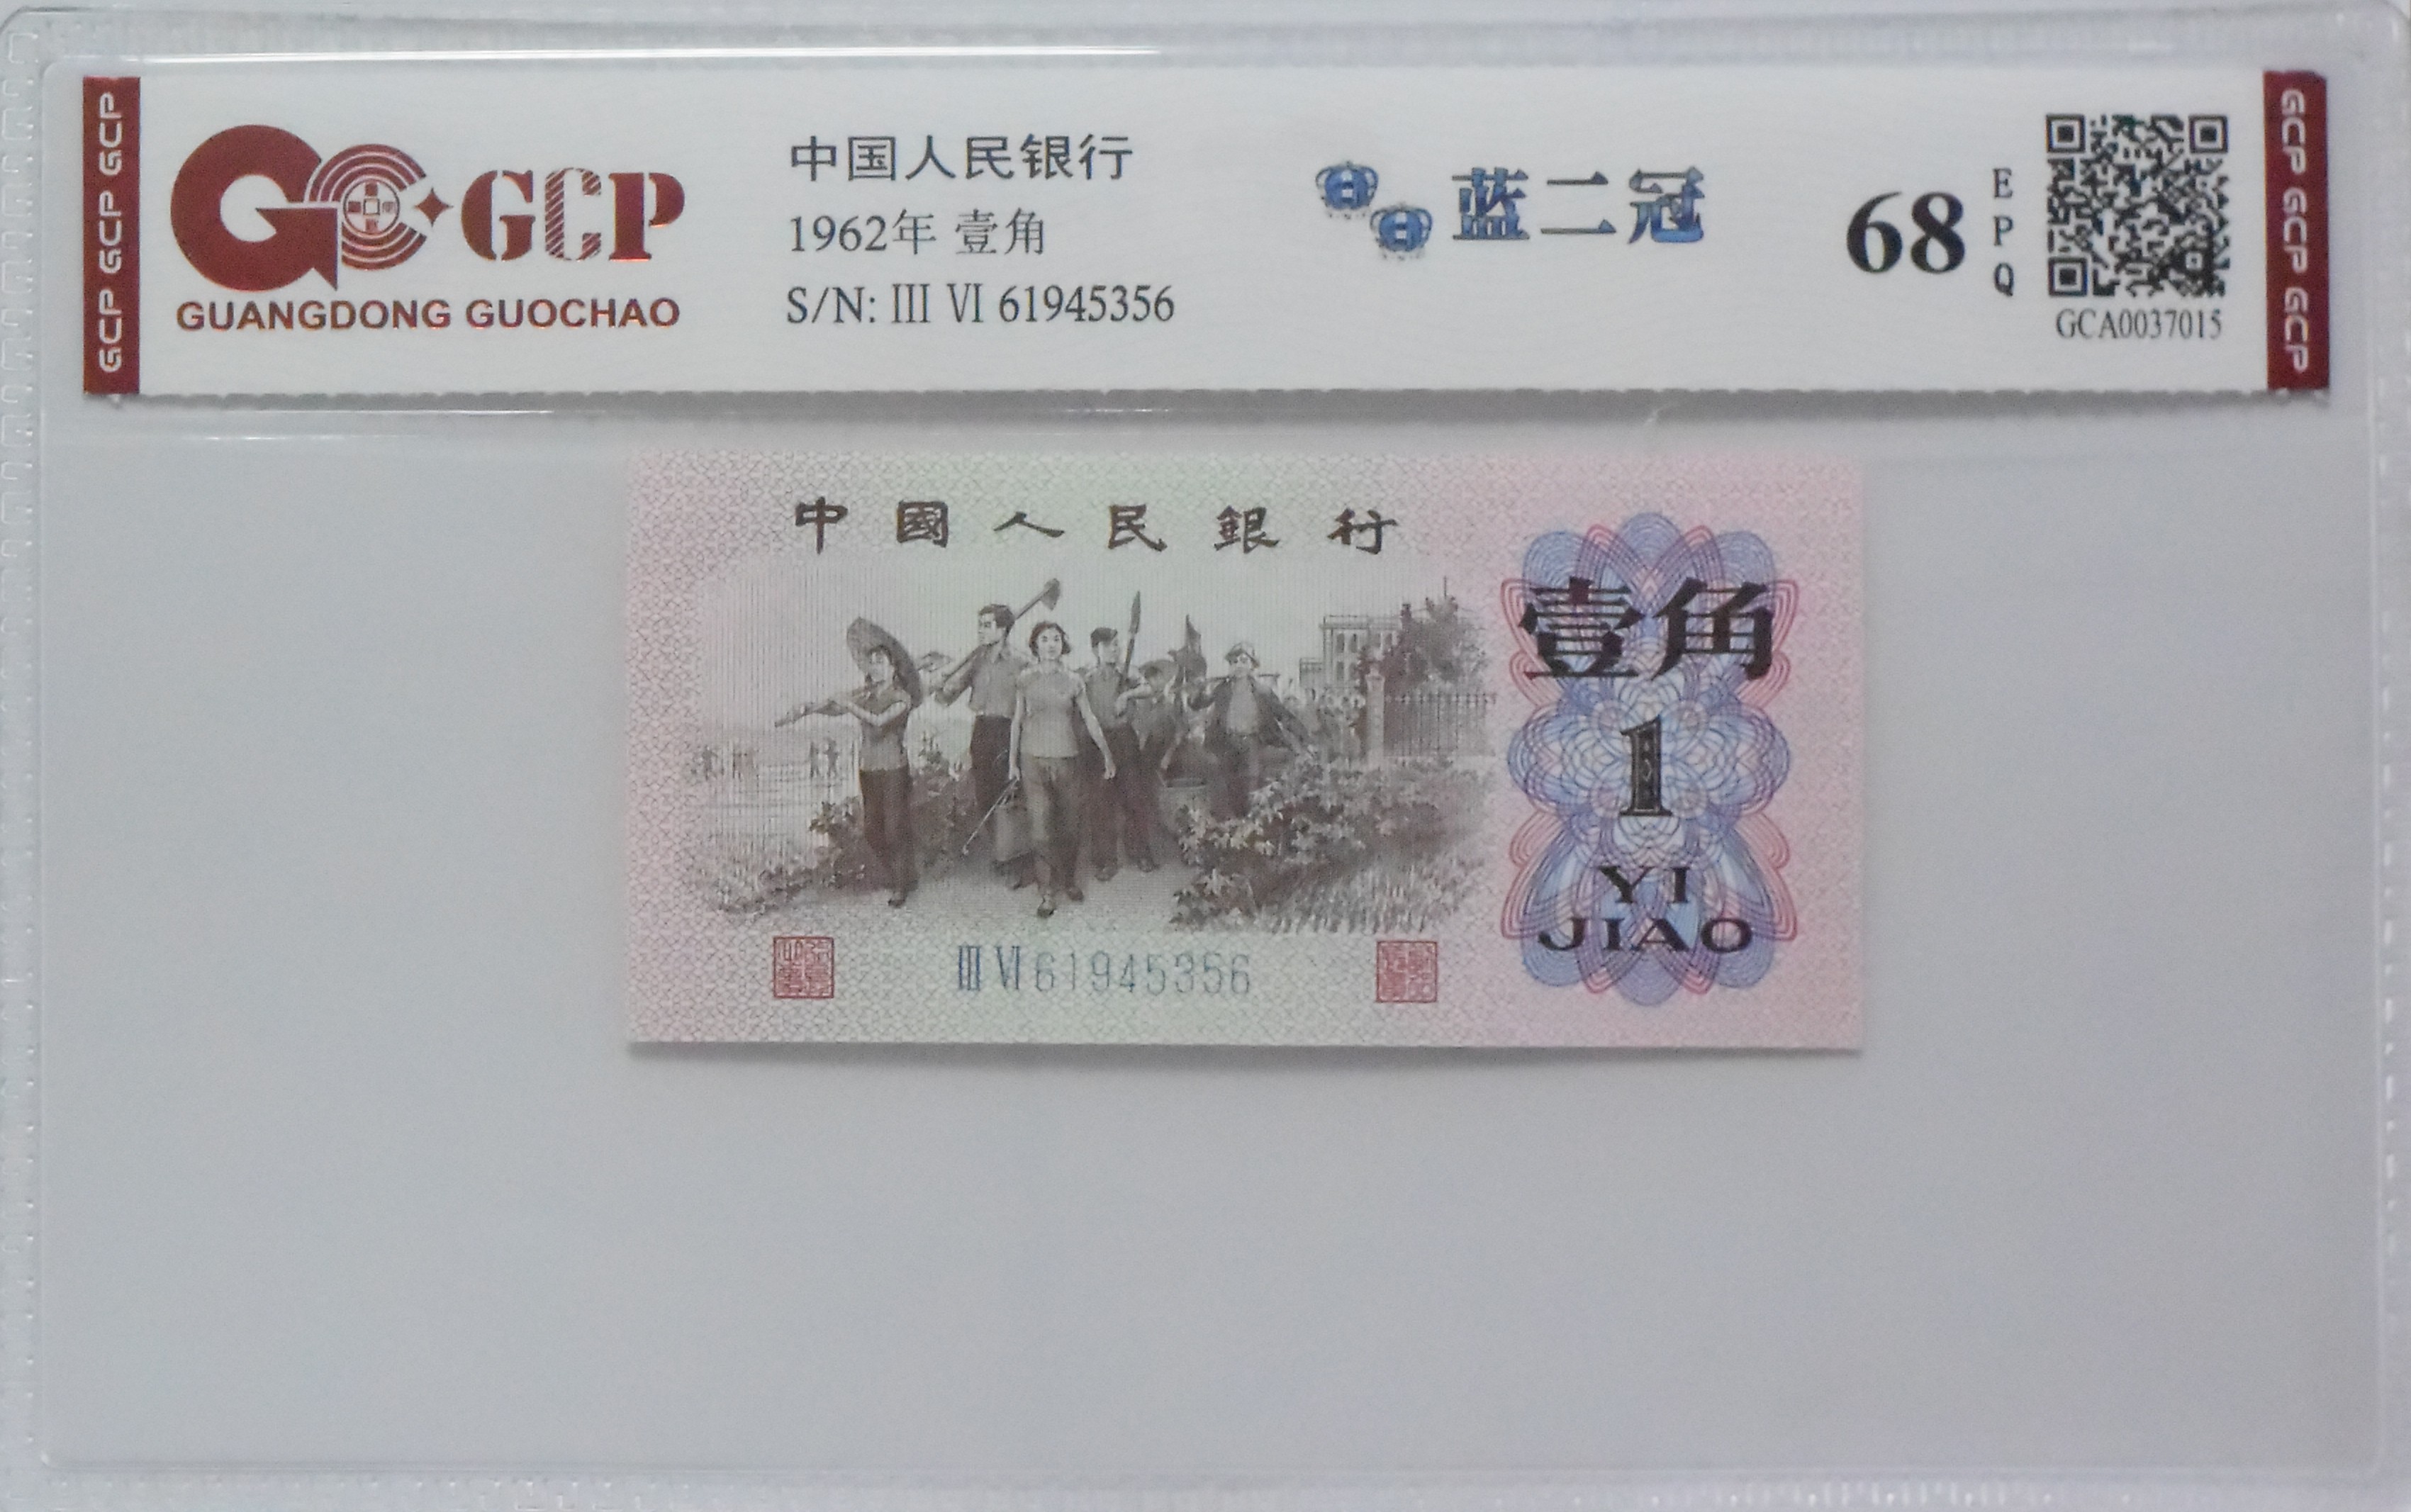 GCP GCP GCP
GCP
GUANGDONG GUOCHAO
中国人民银行
1962年 壹角
S/N: III VI 61945356
蓝二冠
68
EPQ
GCA0037015
GCP GCP GCP
中國人民銀行
壹角
1
YI
JIAO
III VI 61945356